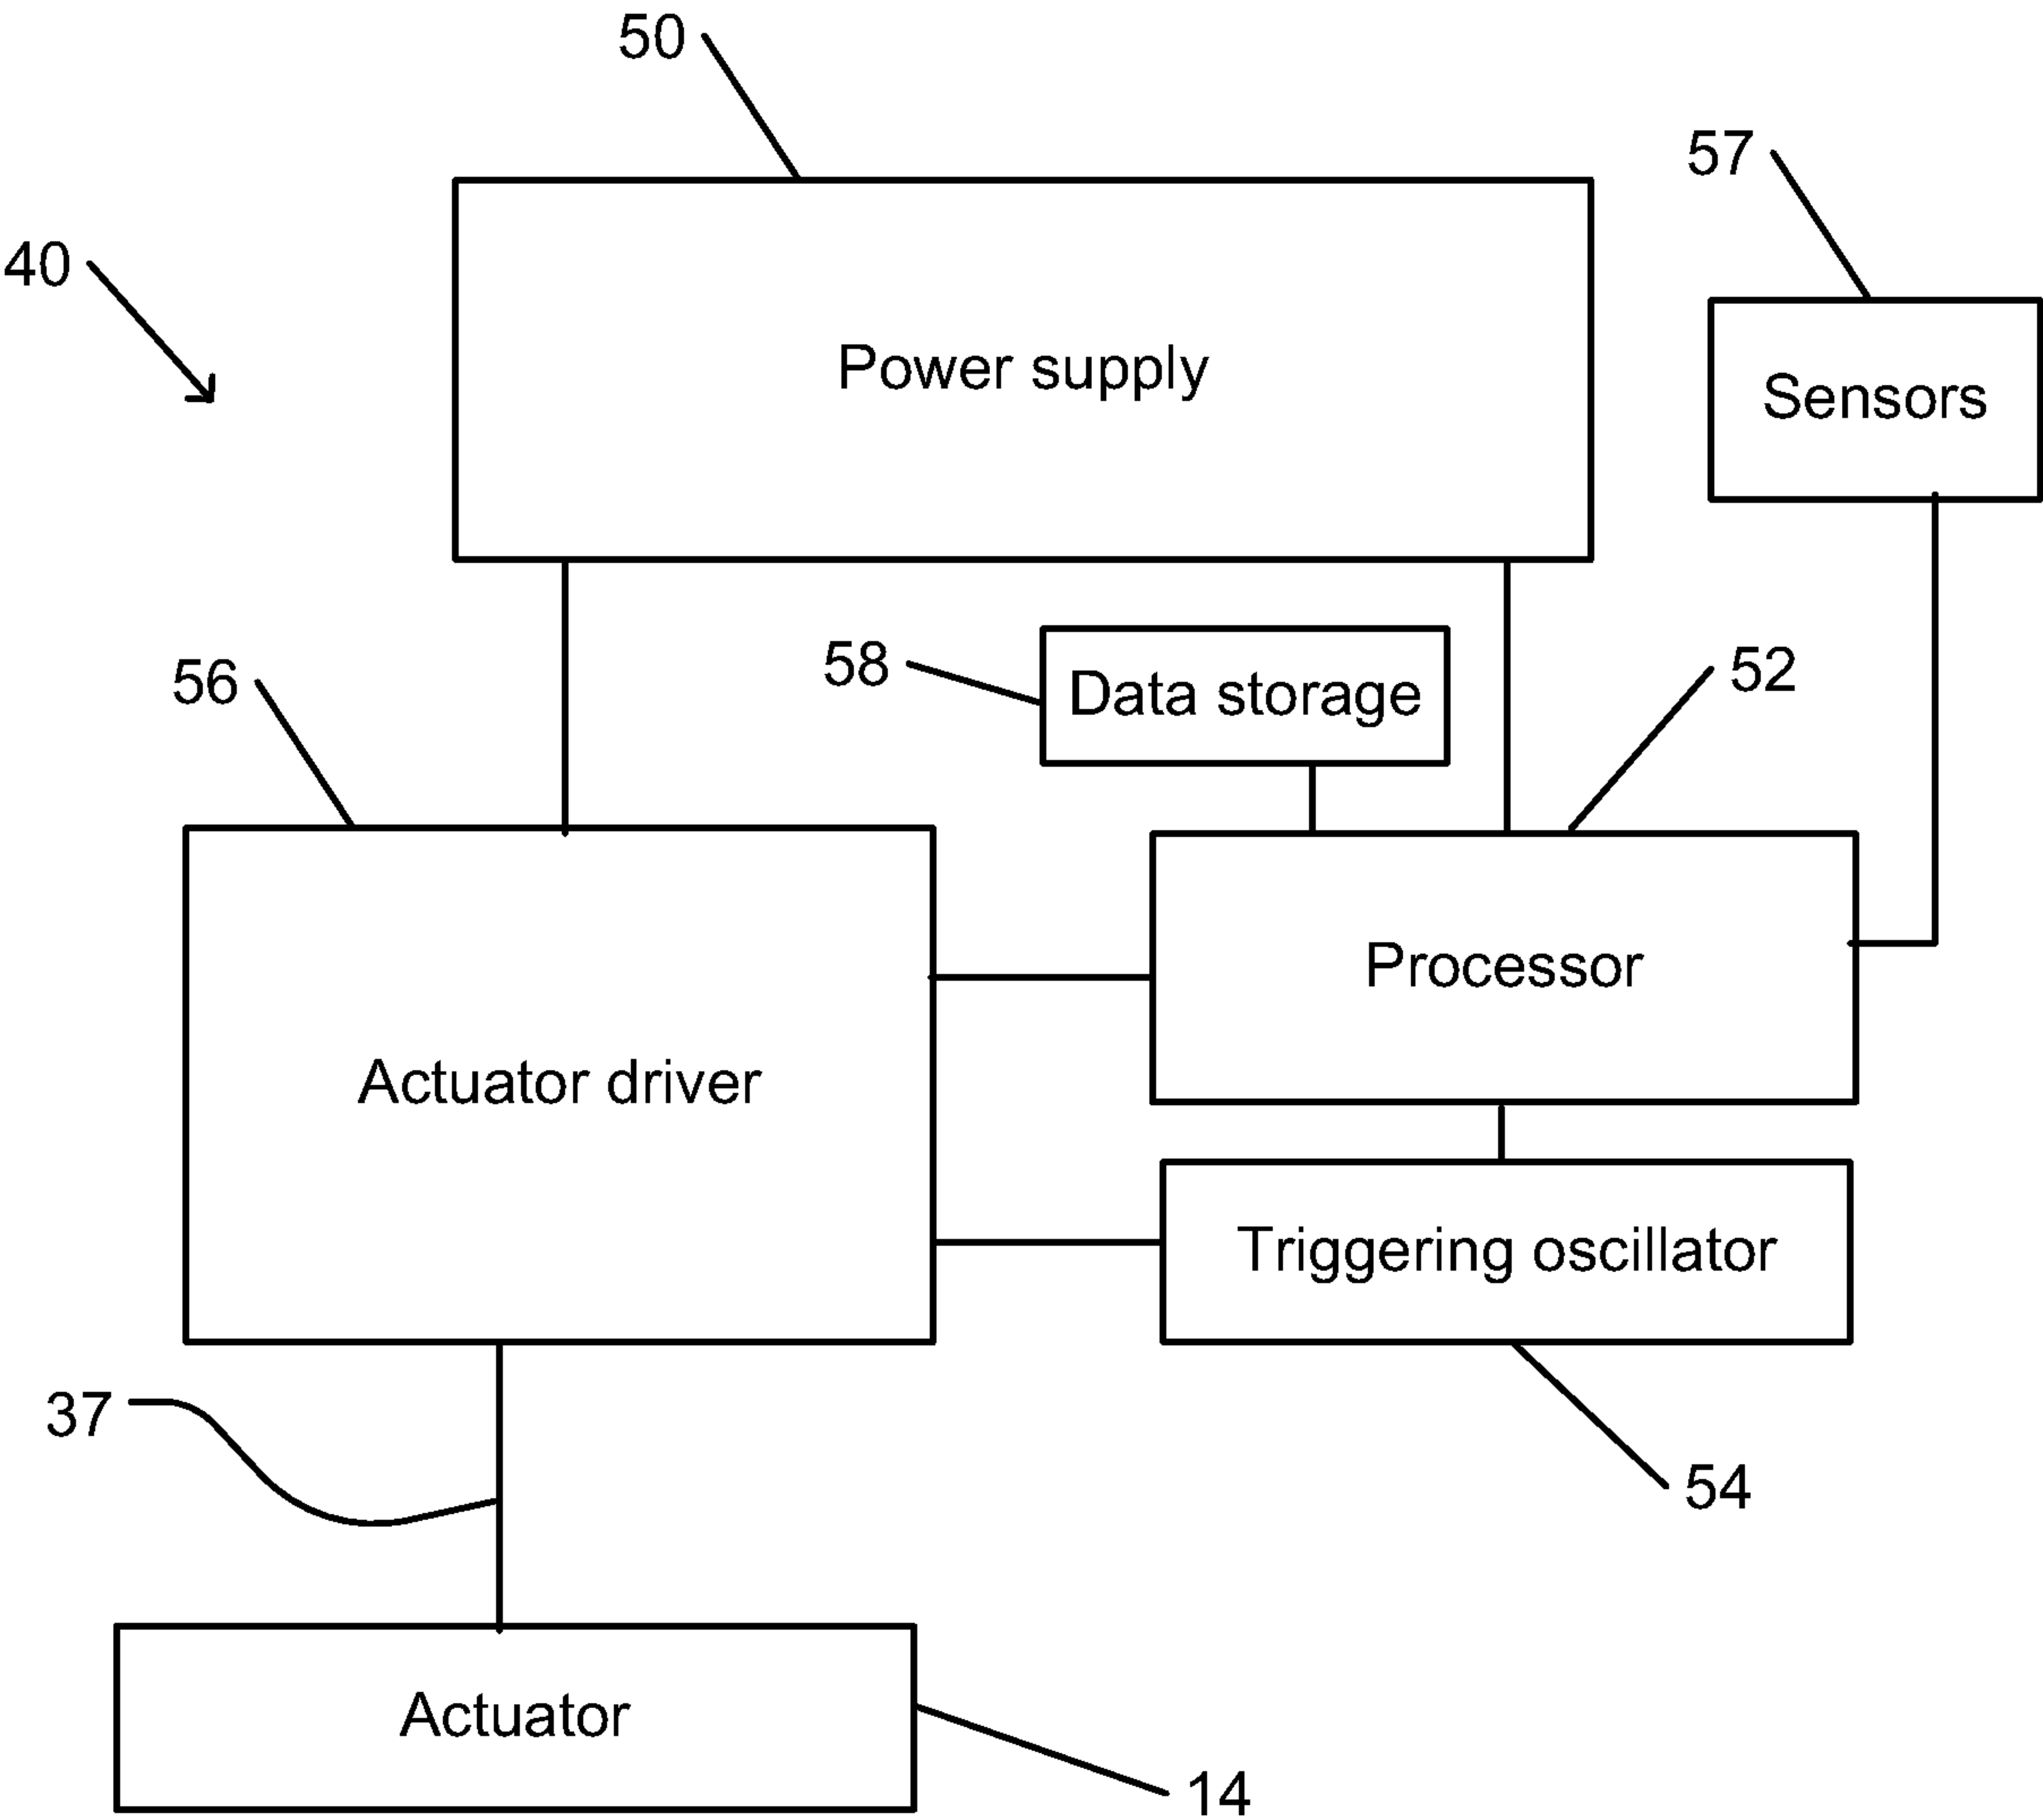 50
57
40
Power supply
Sensors
58
Data storage
52
56
Processor
Actuator driver
Triggering oscillator
37
54
Actuator
14